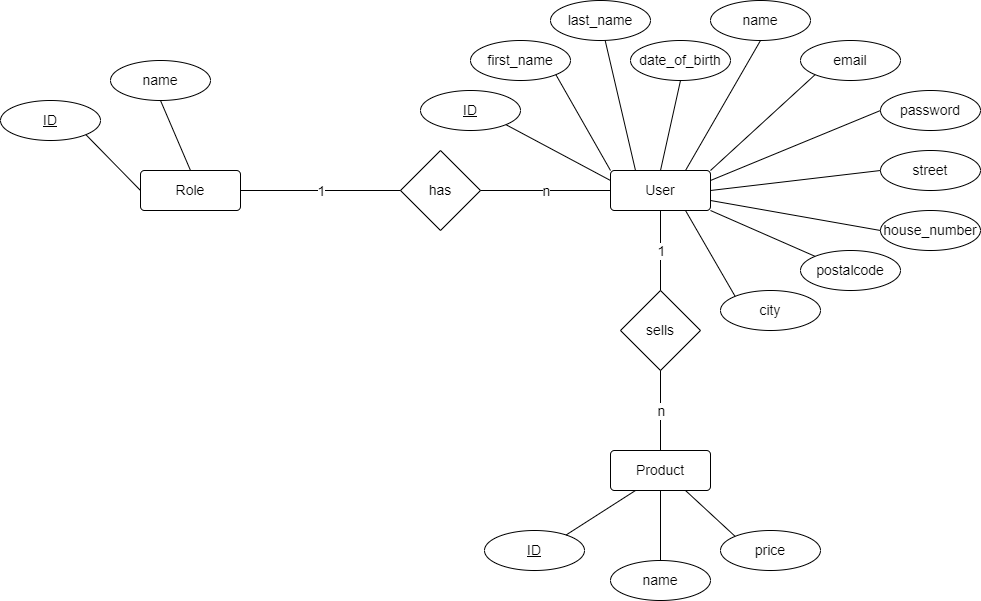 last_name
name
first_name
date_of_birth
email
name
ID
password
ID
street
Role
1
has
n
User
house_number
1
postalcode
city
sells
n
Product
ID
price
name